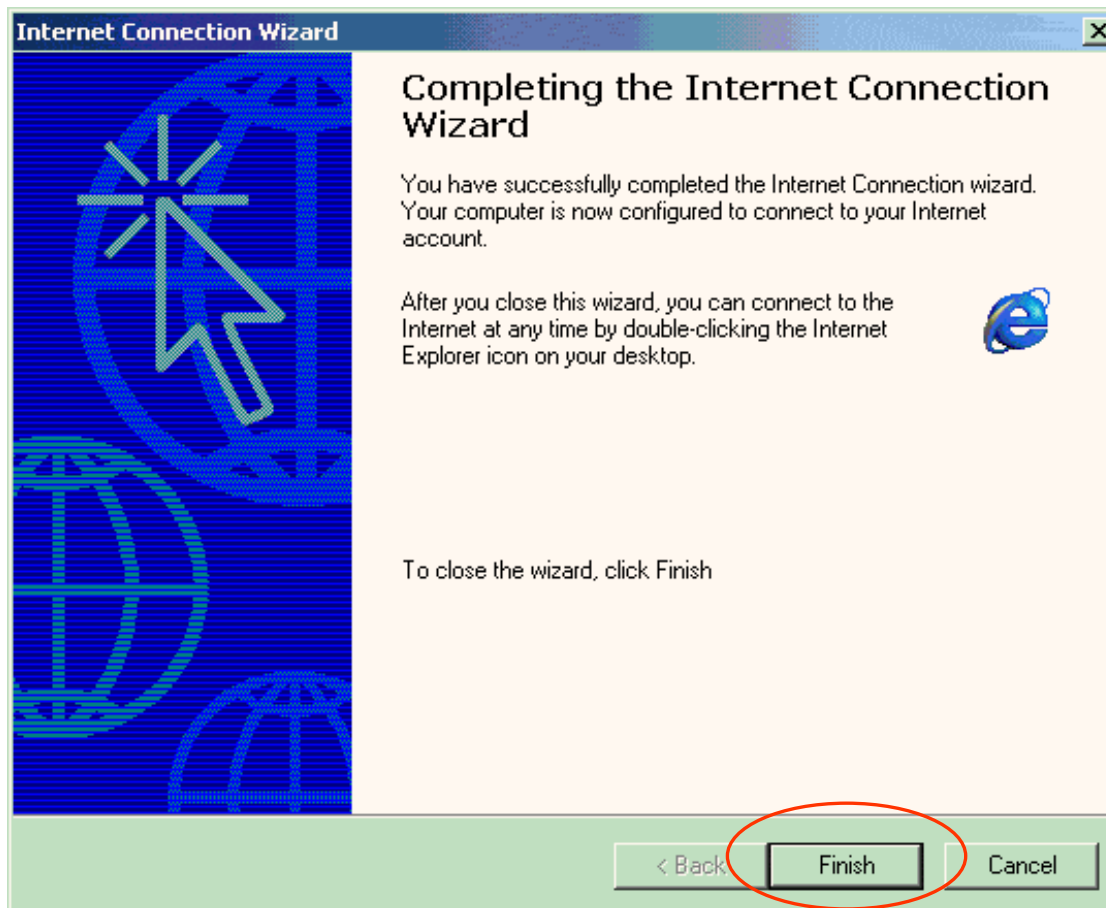 Internet Connection Wizard
Completing the Internet Connection
Wizard
You have successfully completed the Internet Connection wizard.
Your computer is now configured to connect to your Internet
account.
After you close this wizard, you can connect to the
Internet at any time by double-clicking the Internet
Explorer icon on your desktop.
To close the wizard, click Finish
< Back
Finish
Cancel